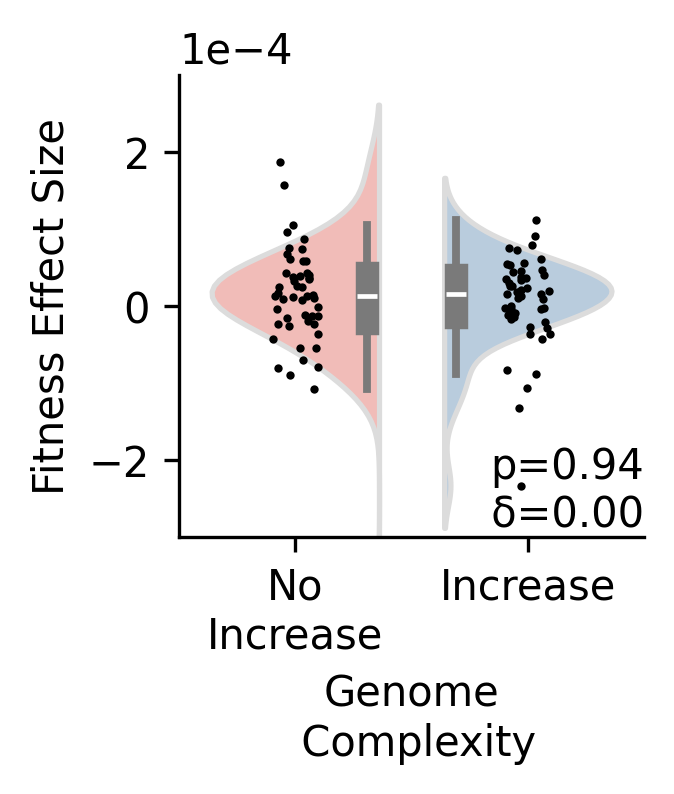 1e−4
Fitness Effect Size
2
0
−2
p=0.94
δ=0.00
No
Increase
Increase
Genome
Complexity